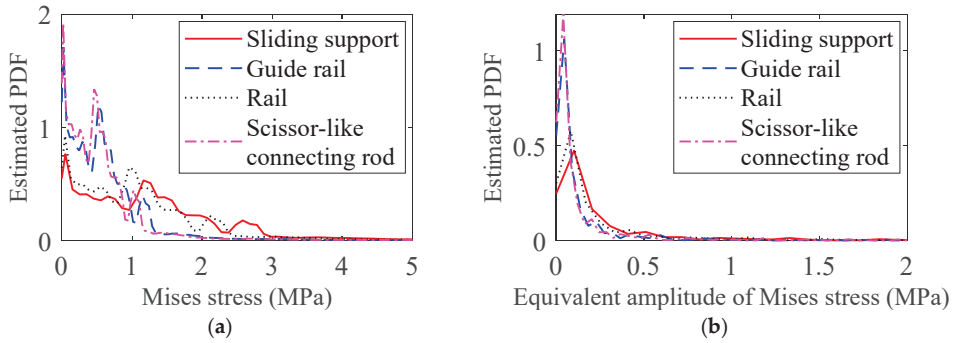 Estimated PDF
2
1
0
Sliding support
Guide rail
Rail
Scissor-like
connecting rod
0 1 2 3 4 5
Mises stress (MPa)
(a)
Estimated PDF
1
0.5
0
Sliding support
Guide rail
Rail
Scissor-like
connecting rod
0 0.5 1 1.5 2
Equivalent amplitude of Mises stress (MPa)
(b)